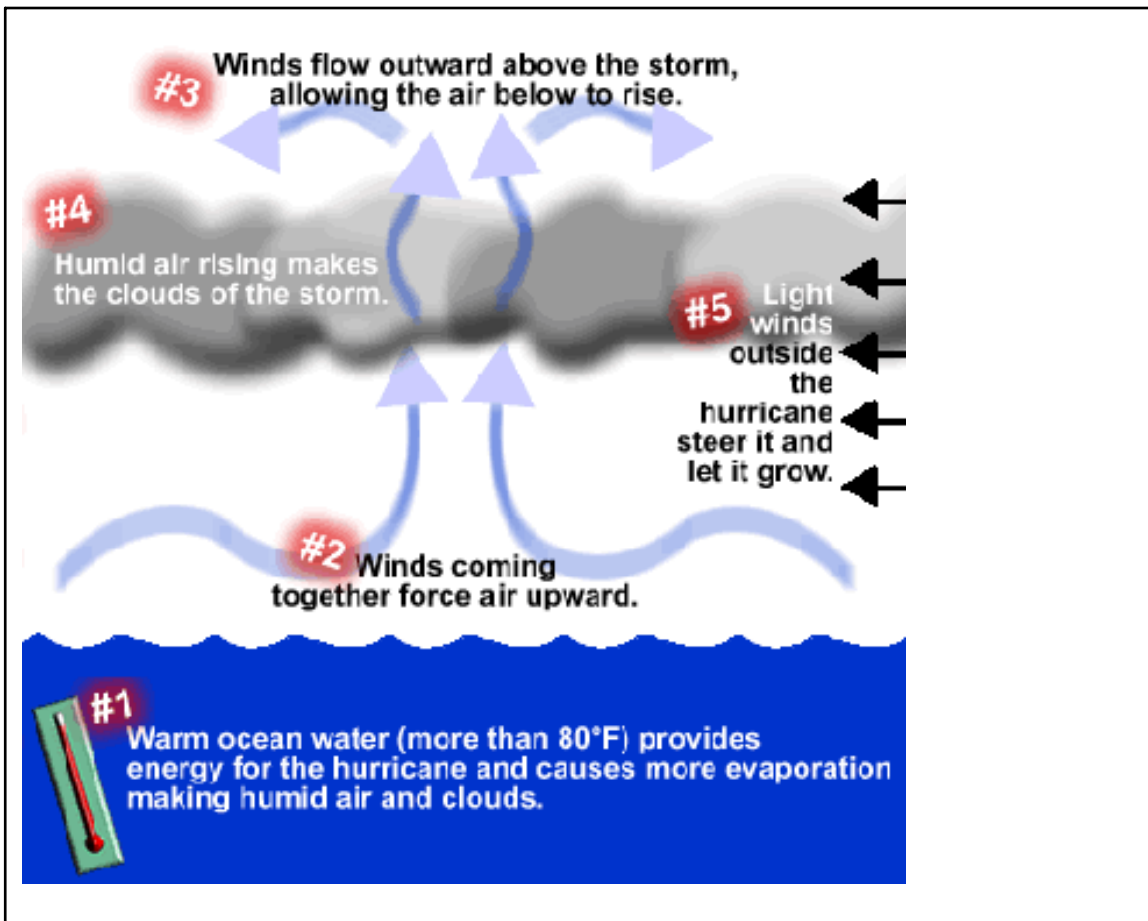 #3
Winds flow outward above the storm,
allowing the air below to rise.
#4
Humid air rising makes
the clouds of the storm.
#5
Light
winds
outside
the
hurricane
steer it and
let it grow.
#2
Winds coming
together force air upward.
#1
Warm ocean water (more than 80°F) provides
energy for the hurricane and causes more evaporation
making humid air and clouds.